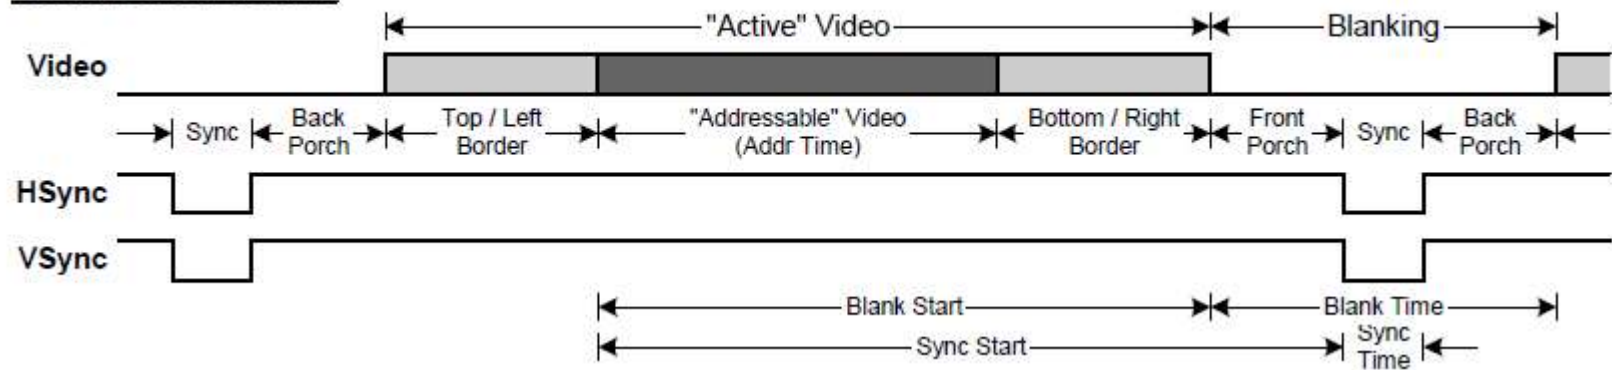 "Active" Video
Blanking
Video
Sync
Back
Porch
Top / Left
Border
"Addressable" Video
(Addr Time)
Bottom / Right
Border
Front
Porch
Sync
Back
Porch
HSync
VSync
Blank Start
Blank Time
Sync Start
Sync
Time